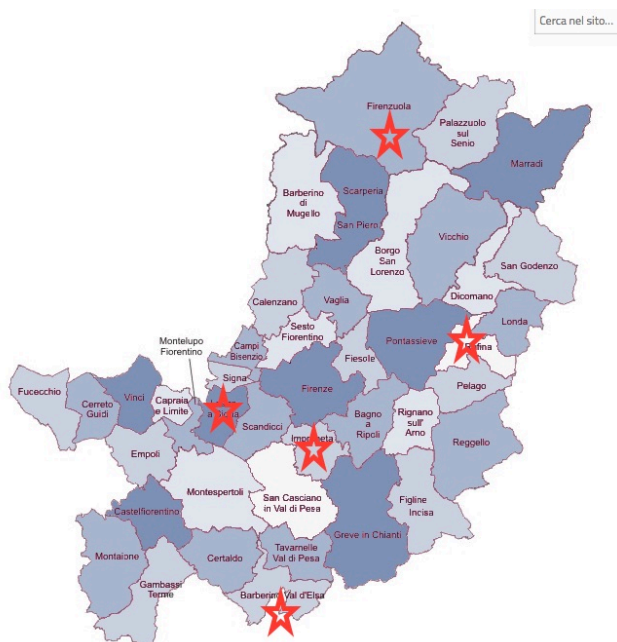 Cerca nel sito...
Firenzuola
Palazzuolo
sul
Senio
Marradi
Barberino
di
Mugello
Scarperia
San Piero
Borgo
San
Lorenzo
Vicchio
San Godenzo
Dicomano
Calenzano
Vaglia
Londa
Sesto
Fiorentino
Pontassieve
Montelupo
Fiorentino
Campi
Bisenzio
Fiesole
Pelago
Signa
Fucecchio
Cerreto
Guidi
Vinci
Capraia
e Limite
Firenze
Scandicci
Bagno
a
Ripoli
Rignano
sull'
Arno
Reggello
Empoli
Montespertoli
San Casciano
in Val di Pesa
Figline
Incisa
Castelfiorentino
Greve in Chianti
Montaione
Certaldo
Tavarnelle
Val di Pesa
Gambassi
Terme
Barberino Val d'Elsa